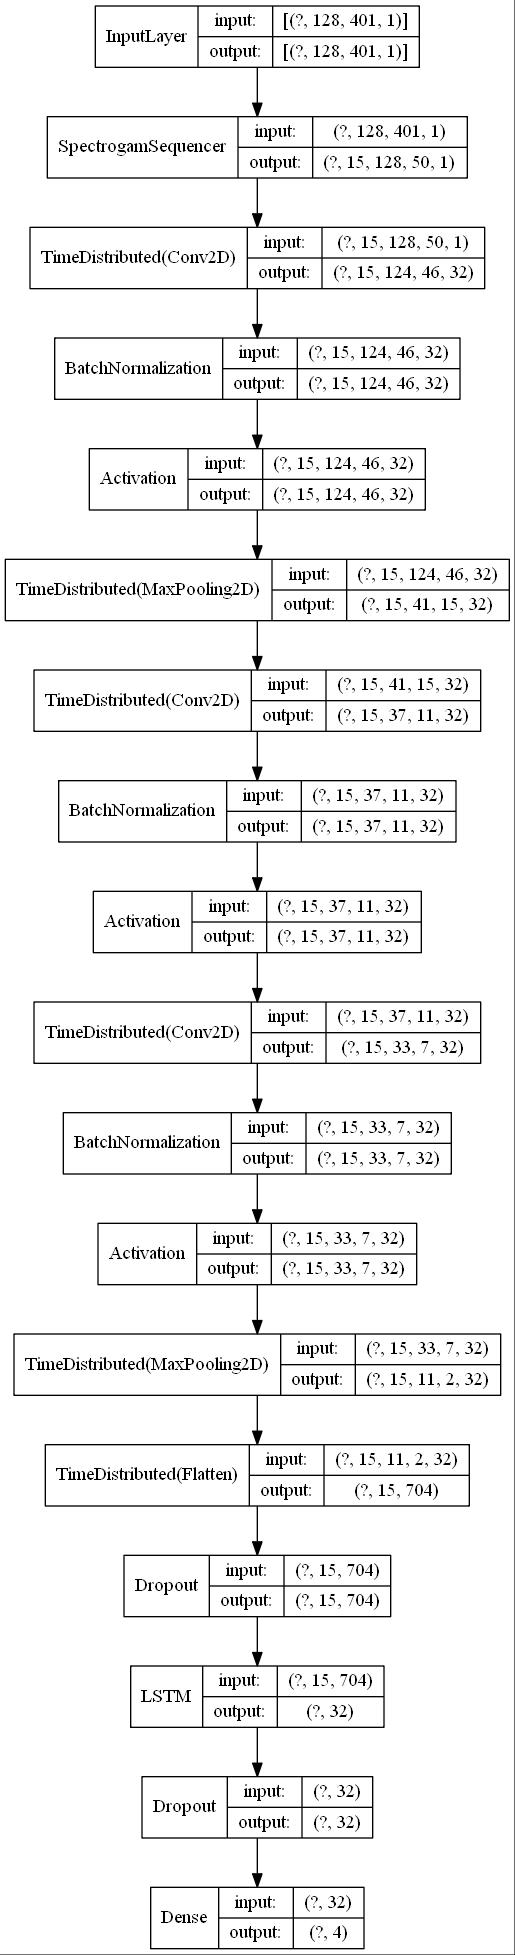 InputLayer
input: [(?, 128, 401, 1)]
output: [(?, 128, 401, 1)]
SpectrogamSequencer
input: (?, 128, 401, 1)
output: (?, 15, 128, 50, 1)
TimeDistributed(Conv2D)
input: (?, 15, 128, 50, 1)
output: (?, 15, 124, 46, 32)
BatchNormalization
input: (?, 15, 124, 46, 32)
output: (?, 15, 124, 46, 32)
Activation
input: (?, 15, 124, 46, 32)
output: (?, 15, 124, 46, 32)
TimeDistributed(MaxPooling2D)
input: (?, 15, 124, 46, 32)
output: (?, 15, 41, 15, 32)
TimeDistributed(Conv2D)
input: (?, 15, 41, 15, 32)
output: (?, 15, 37, 11, 32)
BatchNormalization
input: (?, 15, 37, 11, 32)
output: (?, 15, 37, 11, 32)
Activation
input: (?, 15, 37, 11, 32)
output: (?, 15, 37, 11, 32)
TimeDistributed(Conv2D)
input: (?, 15, 37, 11, 32)
output: (?, 15, 33, 7, 32)
BatchNormalization
input: (?, 15, 33, 7, 32)
output: (?, 15, 33, 7, 32)
Activation
input: (?, 15, 33, 7, 32)
output: (?, 15, 33, 7, 32)
TimeDistributed(MaxPooling2D)
input: (?, 15, 33, 7, 32)
output: (?, 15, 11, 2, 32)
TimeDistributed(Flatten)
input: (?, 15, 11, 2, 32)
output: (?, 15, 704)
Dropout
input: (?, 15, 704)
output: (?, 15, 704)
LSTM
input: (?, 15, 704)
output: (?, 32)
Dropout
input: (?, 32)
output: (?, 32)
Dense
input: (?, 32)
output: (?, 4)